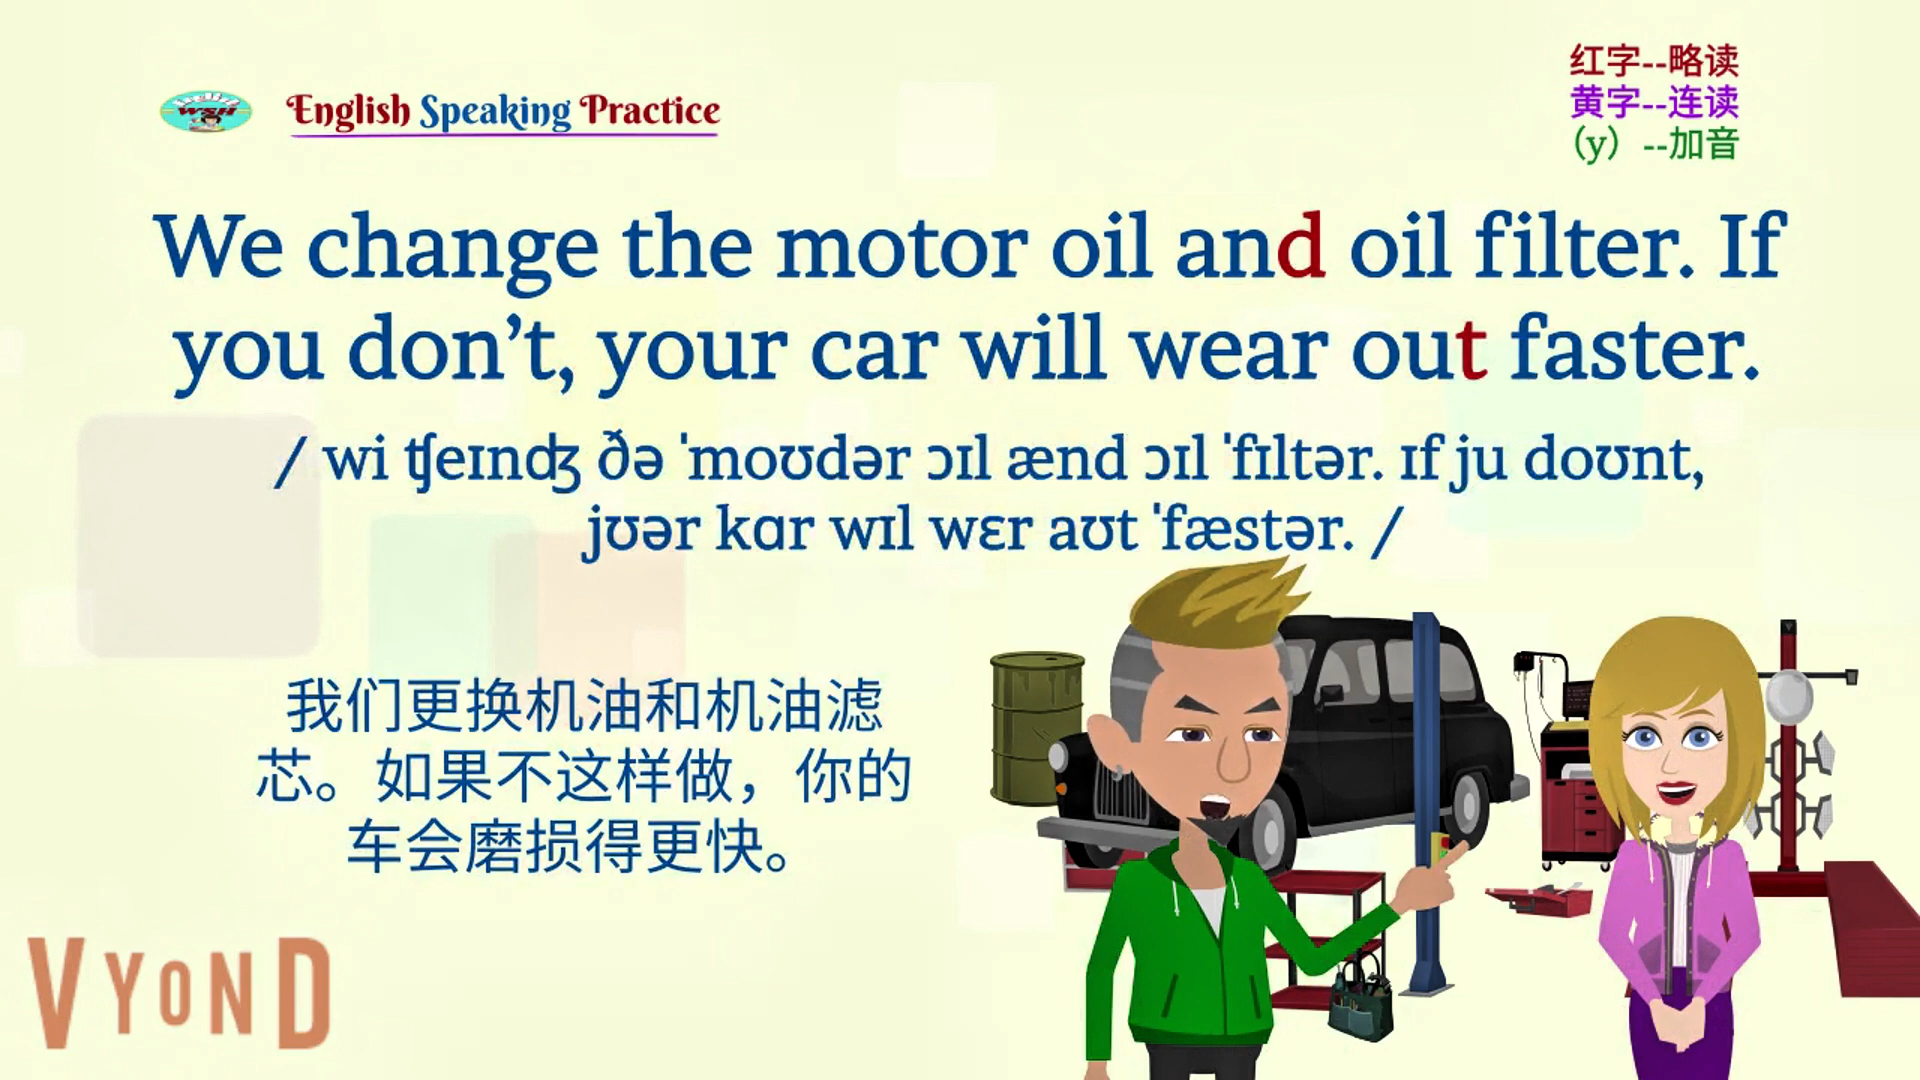 红字--略读
黄字--连读
（y）--加音
WSH
English Speaking Practice
We change the motor oil and oil filter. If
you don’t, your car will wear out faster.
/ wi ʧeɪnʤ ðə ˈmoʊdər ɔɪl ænd ɔɪl ˈfɪltər. ɪf ju doʊnt,
jʊər kɑr wɪl wɛr aʊt ˈfæstər. /
我们更换机油和机油滤
芯。如果不这样做，你的
车会磨损得更快。
VYOND